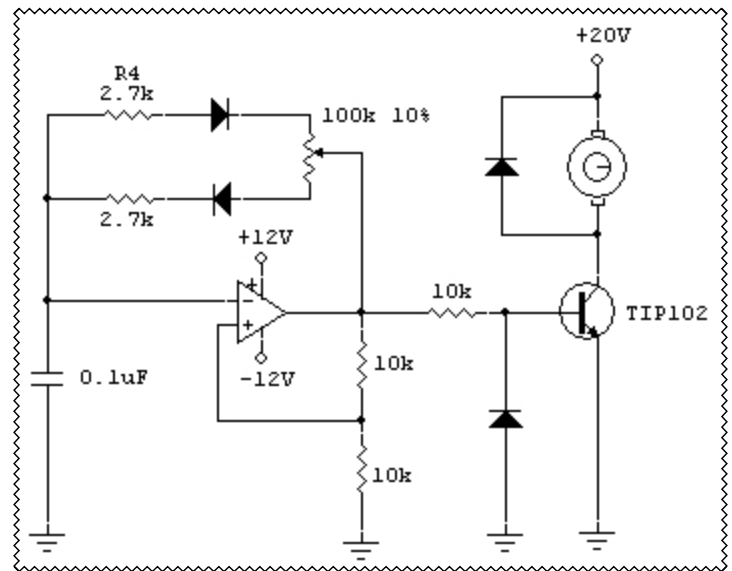 +20V
R4
2.7k
100k 10%
2.7k
+12V
+
10k
TIP102
-
+
10k
-12V
0.1uF
10k